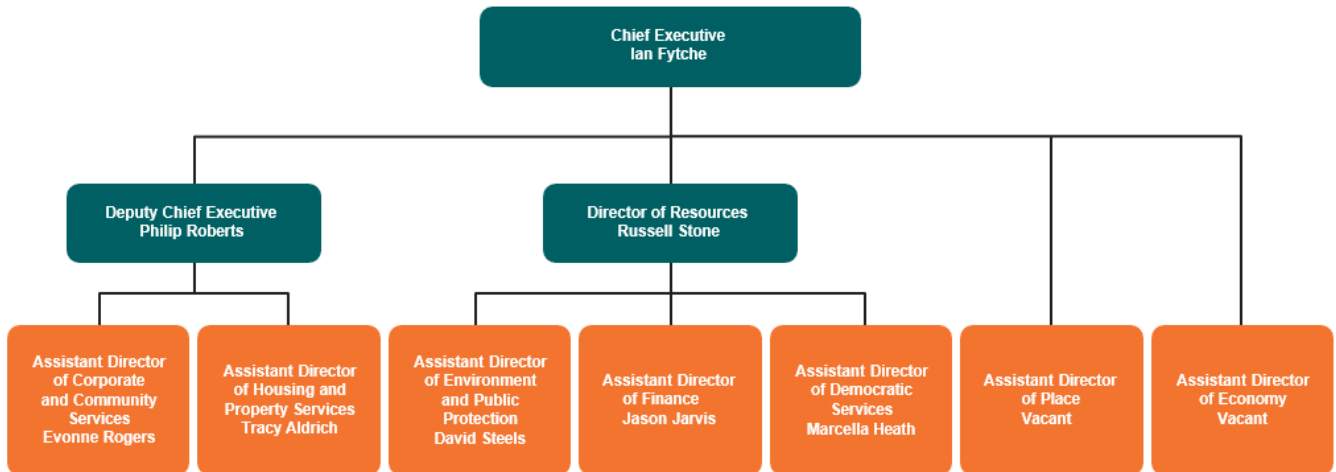 Chief Executive
Ian Fytche
Deputy Chief Executive
Philip Roberts
Director of Resources
Russell Stone
Assistant Director
of Corporate
and Community
Services
Evonne Rogers
Assistant Director
of Housing and
Property Services
Tracy Aldrich
Assistant Director
of Environment
and Public
Protection
David Steels
Assistant Director
of Finance
Jason Jarvis
Assistant Director
of Democratic
Services
Marcella Heath
Assistant Director
of Place
Vacant
Assistant Director
of Economy
Vacant